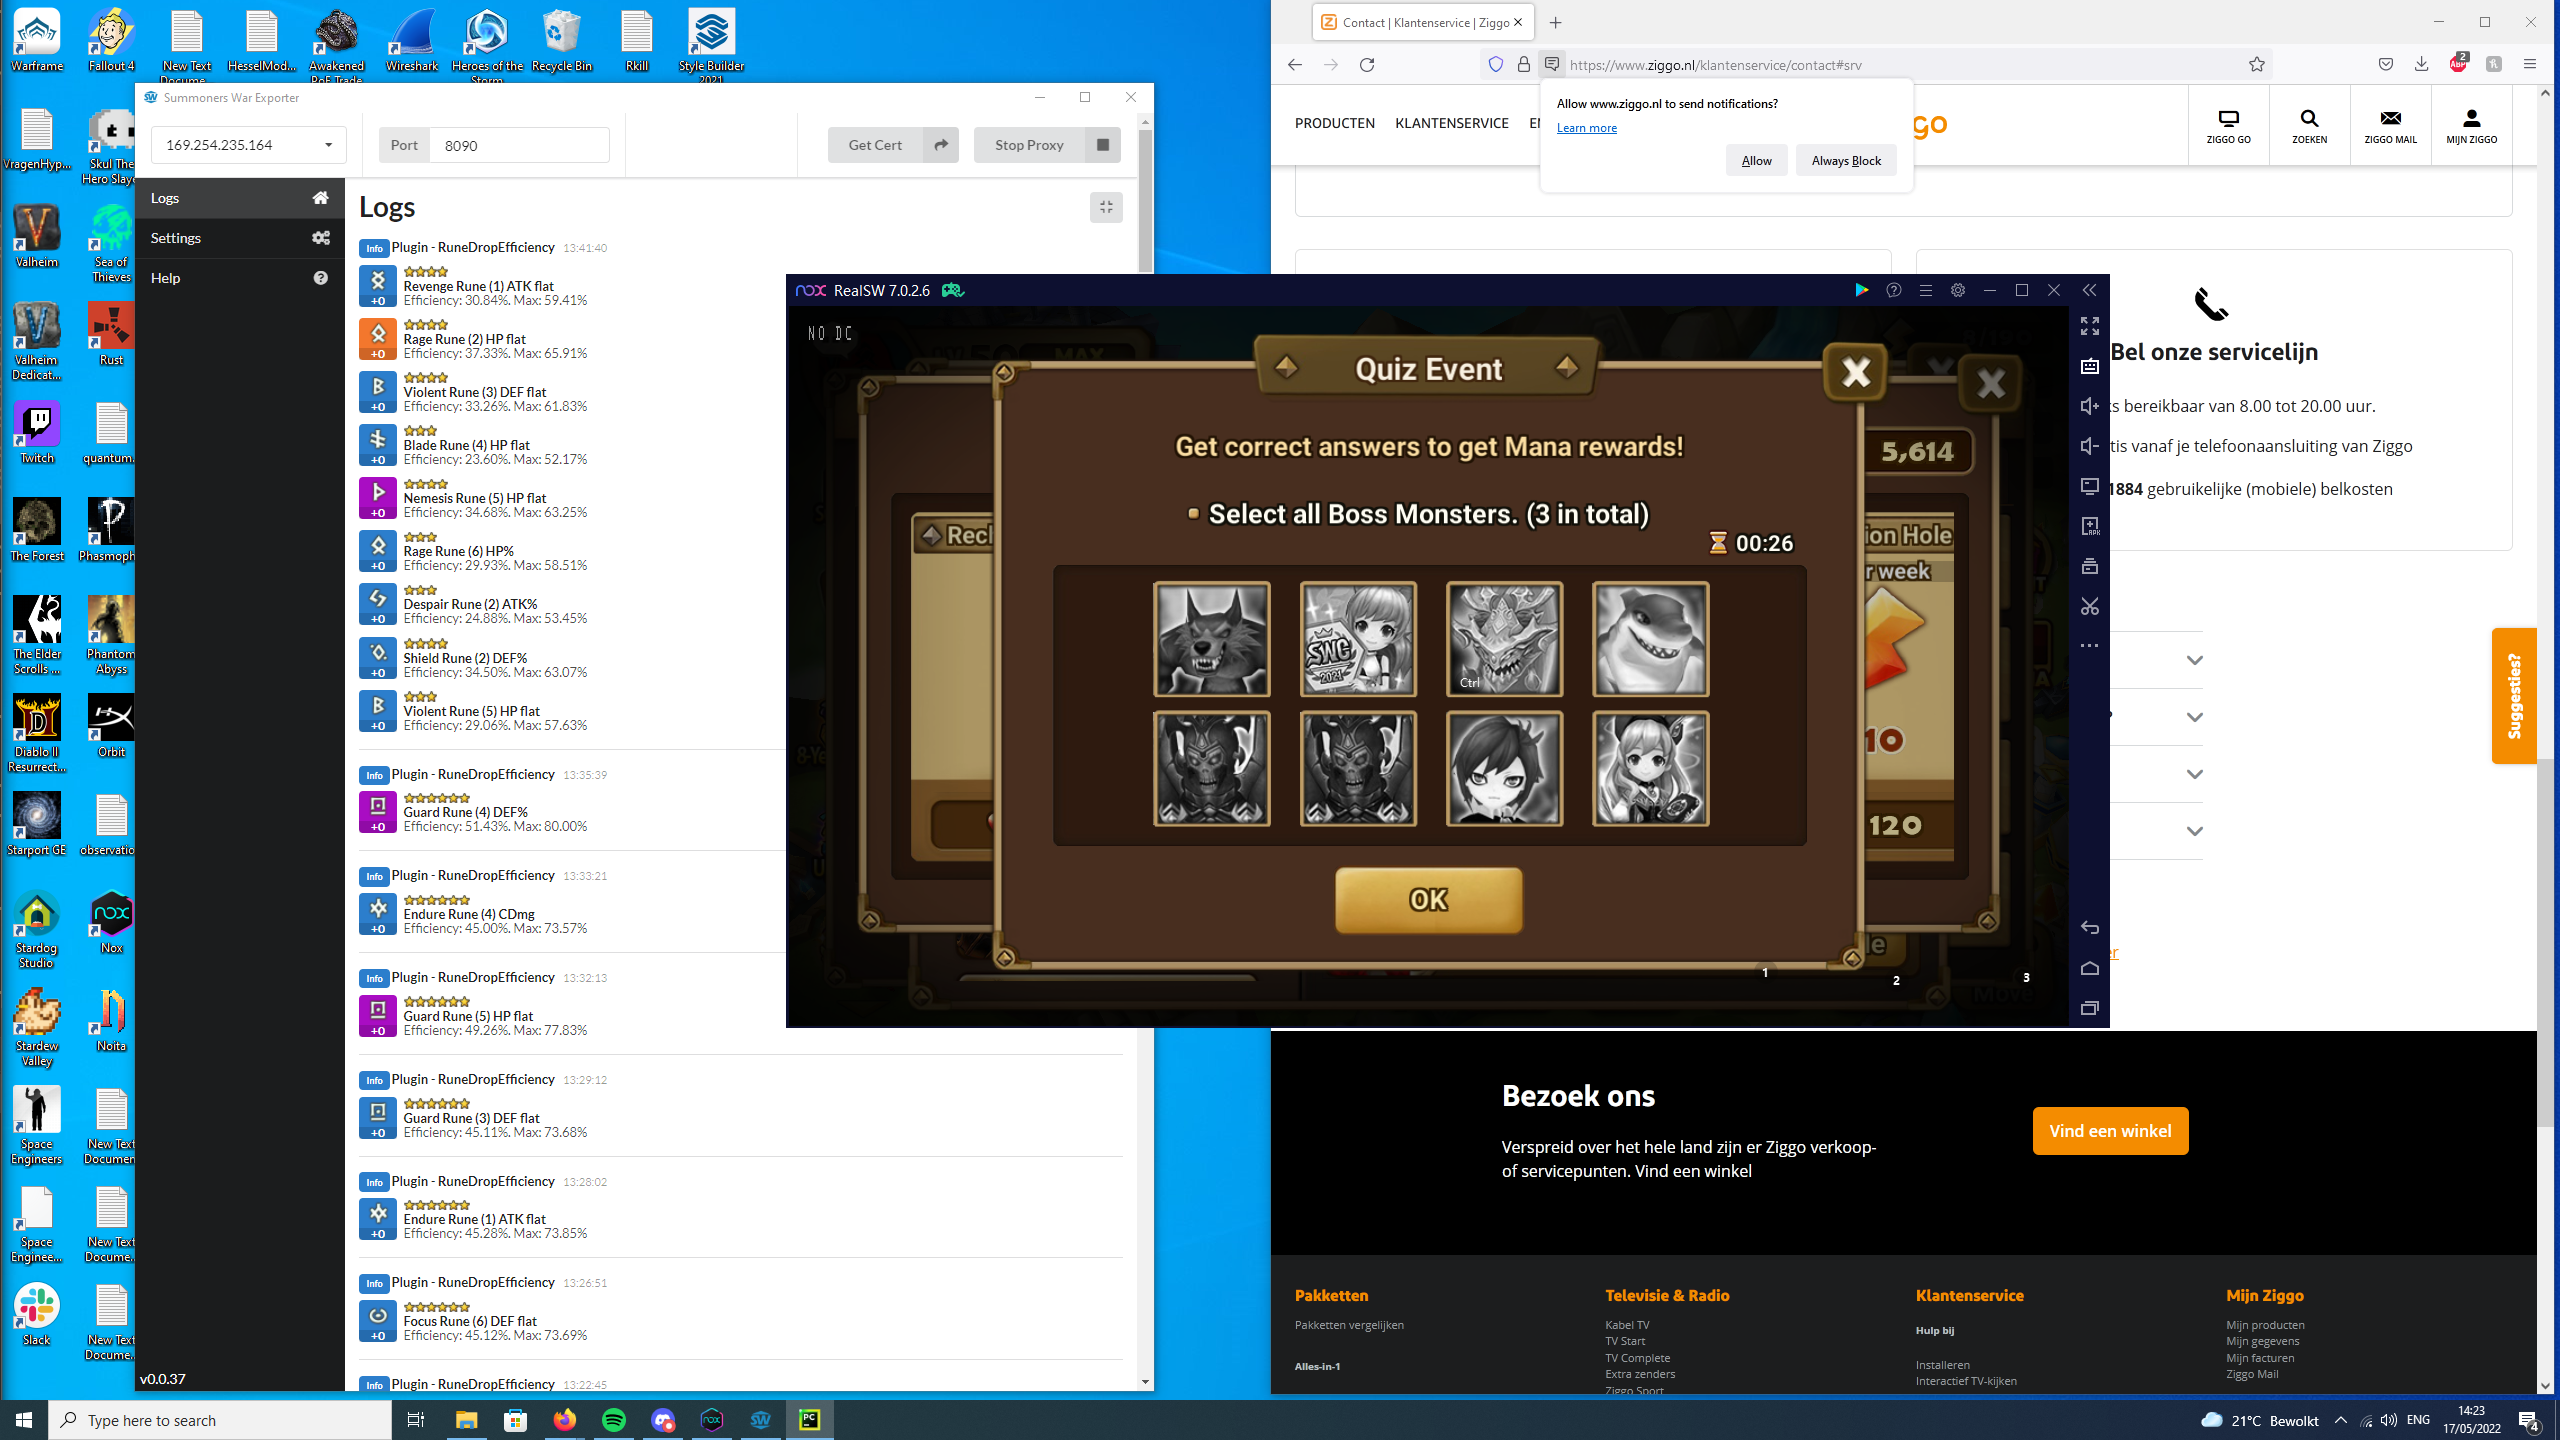 Warframe
Fallout 4
New Text Docume...
HesselMod...
Awakened PoE Trade
Wireshark
Heroes of the Storm
Recycle Bin
Rkill
Style Builder 2021
VragenHyp...
Skul The Hero Slaye
Valheim
Sea of Thieves
Valheim Dedicat...
Rust
Twitch
quantum.
The Forest
Phasmoph
The Elder Scrolls ...
Phantom Abyss
Diablo II Resurrect...
Orbit
Starport GE
observatio
Stardog Studio
Nox
Stardew Valley
Noita
Space Engineers
New Text Documen
Space Enginee...
New Text Docume..
Slack
New Text Docume..
Summoners War Exporter
169.254.235.164
Port
8090
Get Cert
Stop Proxy
Logs
Settings
Help
v0.0.37
Logs
Info Plugin - RuneDropEfficiency 13:41:40
+0 Revenge Rune (1) ATK flat
Efficiency: 30.84%. Max: 59.41%
+0 Rage Rune (2) HP flat
Efficiency: 37.33%. Max: 65.91%
+0 Violent Rune (3) DEF flat
Efficiency: 33.26%. Max: 61.83%
+0 Blade Rune (4) HP flat
Efficiency: 23.60%. Max: 52.17%
+0 Nemesis Rune (5) HP flat
Efficiency: 34.68%. Max: 63.25%
+0 Rage Rune (6) HP%
Efficiency: 29.93%. Max: 58.51%
+0 Despair Rune (2) ATK%
Efficiency: 24.88%. Max: 53.45%
+0 Shield Rune (2) DEF%
Efficiency: 34.50%. Max: 63.07%
+0 Violent Rune (5) HP flat
Efficiency: 29.06%. Max: 57.63%
Info Plugin - RuneDropEfficiency 13:35:39
+0 Guard Rune (4) DEF%
Efficiency: 51.43%. Max: 80.00%
Info Plugin - RuneDropEfficiency 13:33:21
+0 Endure Rune (4) CDmg
Efficiency: 45.00%. Max: 73.57%
Info Plugin - RuneDropEfficiency 13:32:13
+0 Guard Rune (5) HP flat
Efficiency: 49.26%. Max: 77.83%
Info Plugin - RuneDropEfficiency 13:29:12
+0 Guard Rune (3) DEF flat
Efficiency: 45.11%. Max: 73.68%
Info Plugin - RuneDropEfficiency 13:28:02
+0 Endure Rune (1) ATK flat
Efficiency: 45.28%. Max: 73.85%
Info Plugin - RuneDropEfficiency 13:26:51
+0 Focus Rune (6) DEF flat
Efficiency: 45.12%. Max: 73.69%
Info Plugin - RuneDropEfficiency 13:22:45
nox RealSW 7.0.2.6
NO DC
Quiz Event
Get correct answers to get Mana rewards!
Select all Boss Monsters. (3 in total)
00:26
SWC 2021
Ctrl
OK
5,614
Recl
ion Hole
r week
10
120
le
Move
1
2
3
Contact | Klantenservice | Ziggo
https://www.ziggo.nl/klantenservice/contact#srv
ABP 2
Allow www.ziggo.nl to send notifications?
Learn more
Allow
Always Block
PRODUCTEN
KLANTENSERVICE
go
ZIGGO GO
ZOEKEN
ZIGGO MAIL
MIJN ZIGGO
Bel onze servicelijn
s bereikbaar van 8.00 tot 20.00 uur.
tis vanaf je telefoonaansluiting van Ziggo
1884 gebruikelijke (mobiele) belkosten
Suggesties?
er
Bezoek ons
Verspreid over het hele land zijn er Ziggo verkoop-
of servicepunten. Vind een winkel
Vind een winkel
Pakketten
Pakketten vergelijken
Alles-in-1
Televisie & Radio
Kabel TV
TV Start
TV Complete
Extra zenders
Ziggo Sport
Klantenservice
Hulp bij
Installeren
Interactief TV-kijken
Mijn Ziggo
Mijn producten
Mijn gegevens
Mijn facturen
Ziggo Mail
Type here to search
21°C Bewolkt
ENG
14:23
17/05/2022
4